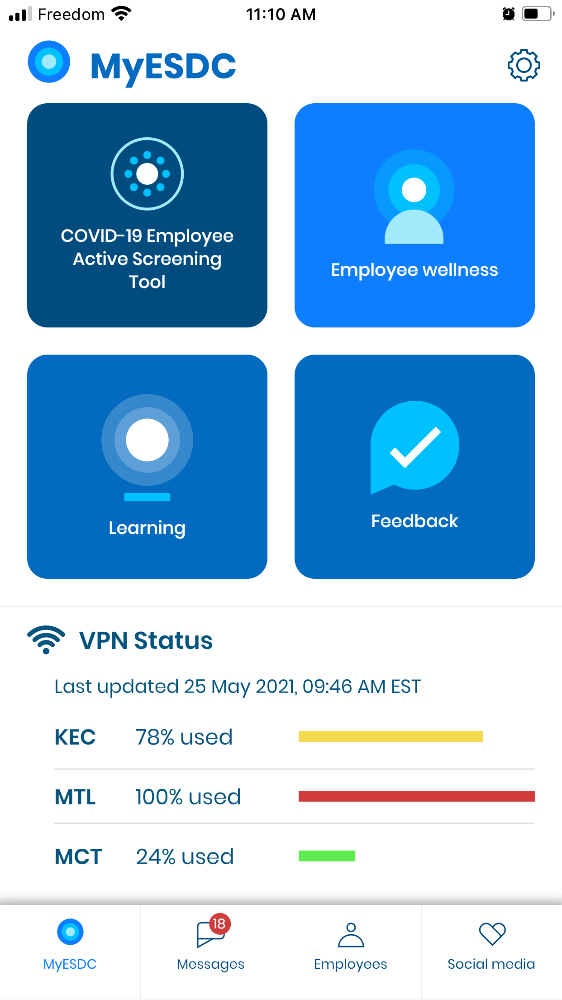 Freedom 11:10 AM
MyESDC
COVID-19 Employee
Active Screening
Tool
Employee wellness
Learning
Feedback
VPN Status
Last updated 25 May 2021, 09:46 AM EST
KEC 78% used
MTL 100% used
MCT 24% used
18
MyESDC Messages Employees Social media